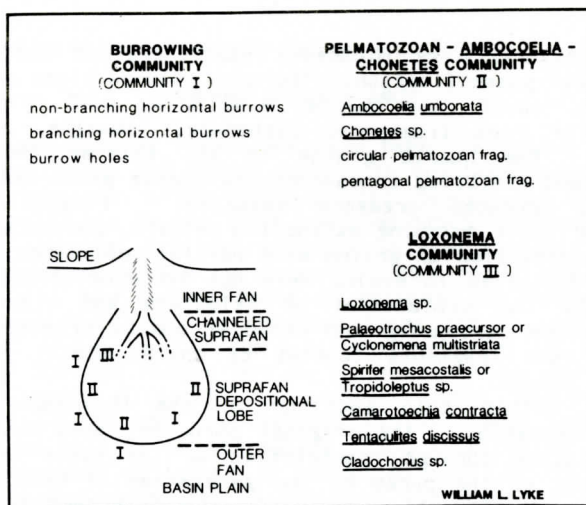 BURROWING
COMMUNITY
(COMMUNITY I )
non-branching horizontal burrows
branching horizontal burrows
burrow holes
PELMATOZOAN - AMBOCOELIA -
CHONETES COMMUNITY
(COMMUNITY II )
Ambocoelia umbonata
Chonetes sp.
circular pelmatozoan frag.
pentagonal pelmatozoan frag.
LOXONEMA
COMMUNITY
(COMMUNITY III )
Loxonema sp.
Palaeotrochus praecursor or
Cyclonemena multistriata
Spirifer mesacostalis or
Tropidoleptus sp.
Camarotoechia contracta
Tentaculites discissus
Cladochonus sp.
SLOPE
INNER FAN
CHANNELED
SUPRAFAN
III
I
II
II
SUPRAFAN
DEPOSITIONAL
LOBE
I
II
I
I
OUTER
FAN
BASIN PLAIN
WILLIAM L. LYKE